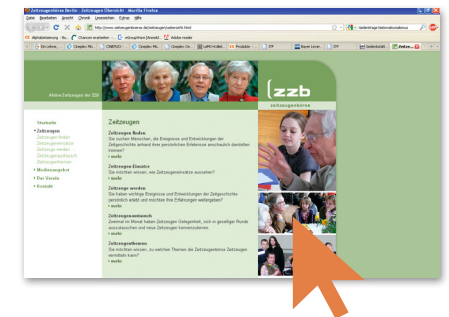 Zeitzeugenbörse Berlin - Zeitzeugen Übersicht - Mozilla Firefox
Datei Bearbeiten Ansicht Chronik Lesezeichen Extras Hilfe
Aktive Zeitzeugen der ZZB
zzb
zeitzeugenbörse
Startseite
Zeitzeugen
Zeitzeugen finden
Zeitzeugeneinsätze
Zeitzeuge werden
Zeitzeugenaustausch
Zeitzeugenthemen
Medienangebot
Der Verein
Kontakt
Zeitzeugen
Zeitzeugen finden
Sie suchen Menschen, die Ereignisse und Entwicklungen der
Zeitgeschichte anhand ihrer persönlichen Erlebnisse anschaulich darstellen
können?
mehr
Zeitzeugen-Einsätze
Sie möchten wissen, wie Zeitzeugeneinsätze aussehen?
mehr
Zeitzeuge werden
Sie haben wichtige Ereignisse und Entwicklungen der Zeitgeschichte
persönlich erlebt und möchten Ihre Erfahrungen weitergeben?
mehr
Zeitzeugenaustausch
Zweimal im Monat haben Zeitzeugen Gelegenheit, sich in geselliger Runde
auszutauschen und neue Zeitzeugen kennenzulernen.
mehr
Zeitzeugenthemen
Sie möchten wissen, zu welchen Themen die Zeitzeugenbörse Zeitzeugen
vermitteln kann?
mehr